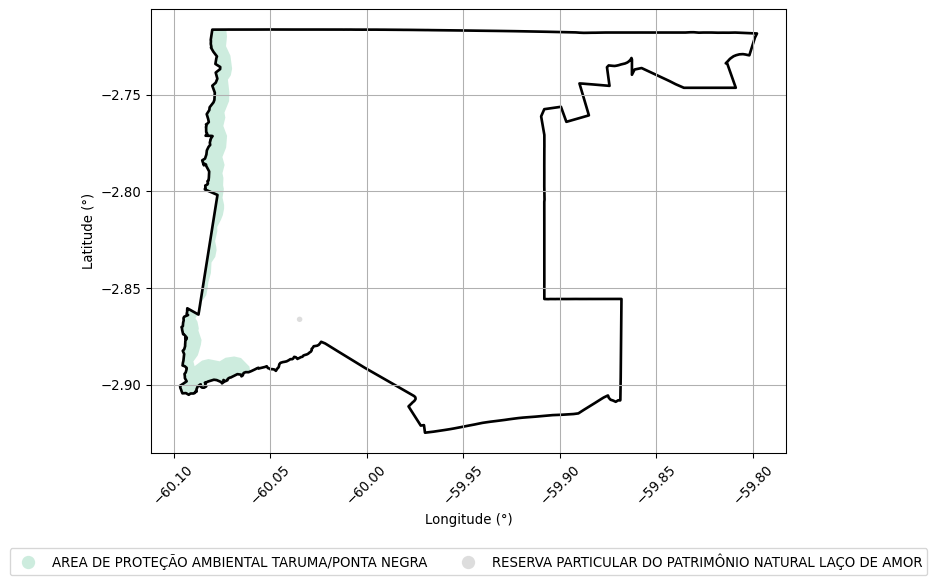 −2.75
−2.80
−2.85
−2.90
Latitude (°)
−60.10
−60.05
−60.00
−59.95
−59.90
−59.85
−59.80
Longitude (°)
AREA DE PROTEÇÃO AMBIENTAL TARUMA/PONTA NEGRA
RESERVA PARTICULAR DO PATRIMÔNIO NATURAL LAÇO DE AMOR